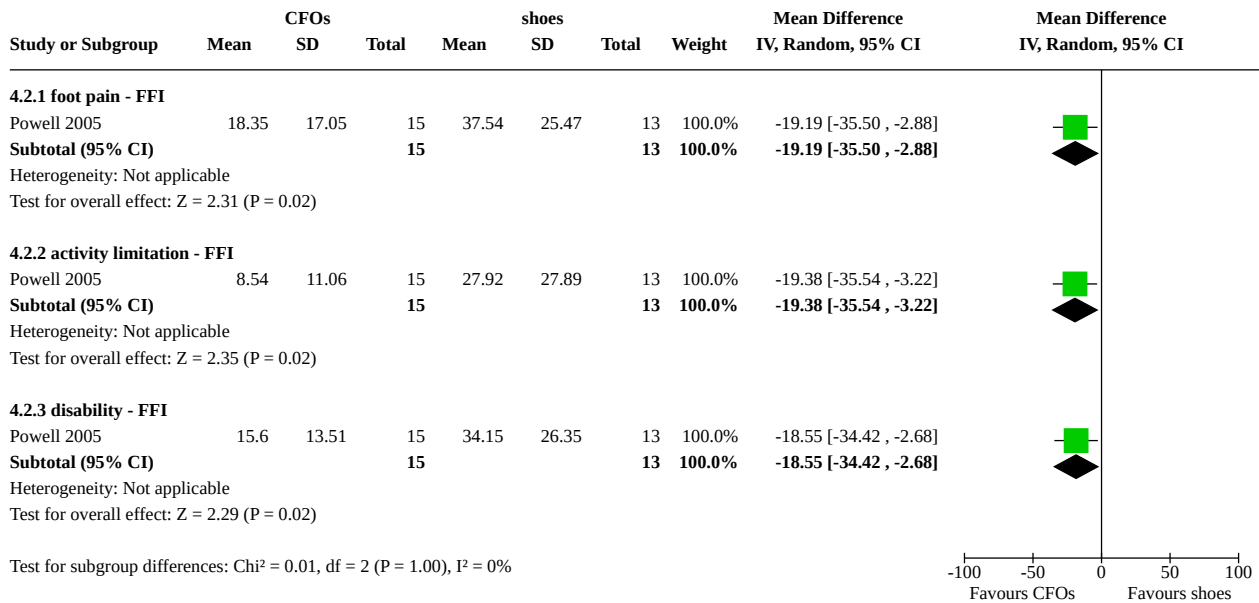 CFOs shoes Mean Difference Mean Difference
Study or Subgroup Mean SD Total Mean SD Total Weight IV, Random, 95% CI IV, Random, 95% CI
4.2.1 foot pain - FFI
Powell 2005 18.35 17.05 15 37.54 25.47 13 100.0% -19.19 [-35.50 , -2.88]
Subtotal (95% CI) 15 13 100.0% -19.19 [-35.50 , -2.88]
Heterogeneity: Not applicable
Test for overall effect: Z = 2.31 (P = 0.02)
4.2.2 activity limitation - FFI
Powell 2005 8.54 11.06 15 27.92 27.89 13 100.0% -19.38 [-35.54 , -3.22]
Subtotal (95% CI) 15 13 100.0% -19.38 [-35.54 , -3.22]
Heterogeneity: Not applicable
Test for overall effect: Z = 2.35 (P = 0.02)
4.2.3 disability - FFI
Powell 2005 15.6 13.51 15 34.15 26.35 13 100.0% -18.55 [-34.42 , -2.68]
Subtotal (95% CI) 15 13 100.0% -18.55 [-34.42 , -2.68]
Heterogeneity: Not applicable
Test for overall effect: Z = 2.29 (P = 0.02)
Test for subgroup differences: Chi² = 0.01, df = 2 (P = 1.00), I² = 0%
-100 -50 0 50 100
Favours CFOs Favours shoes